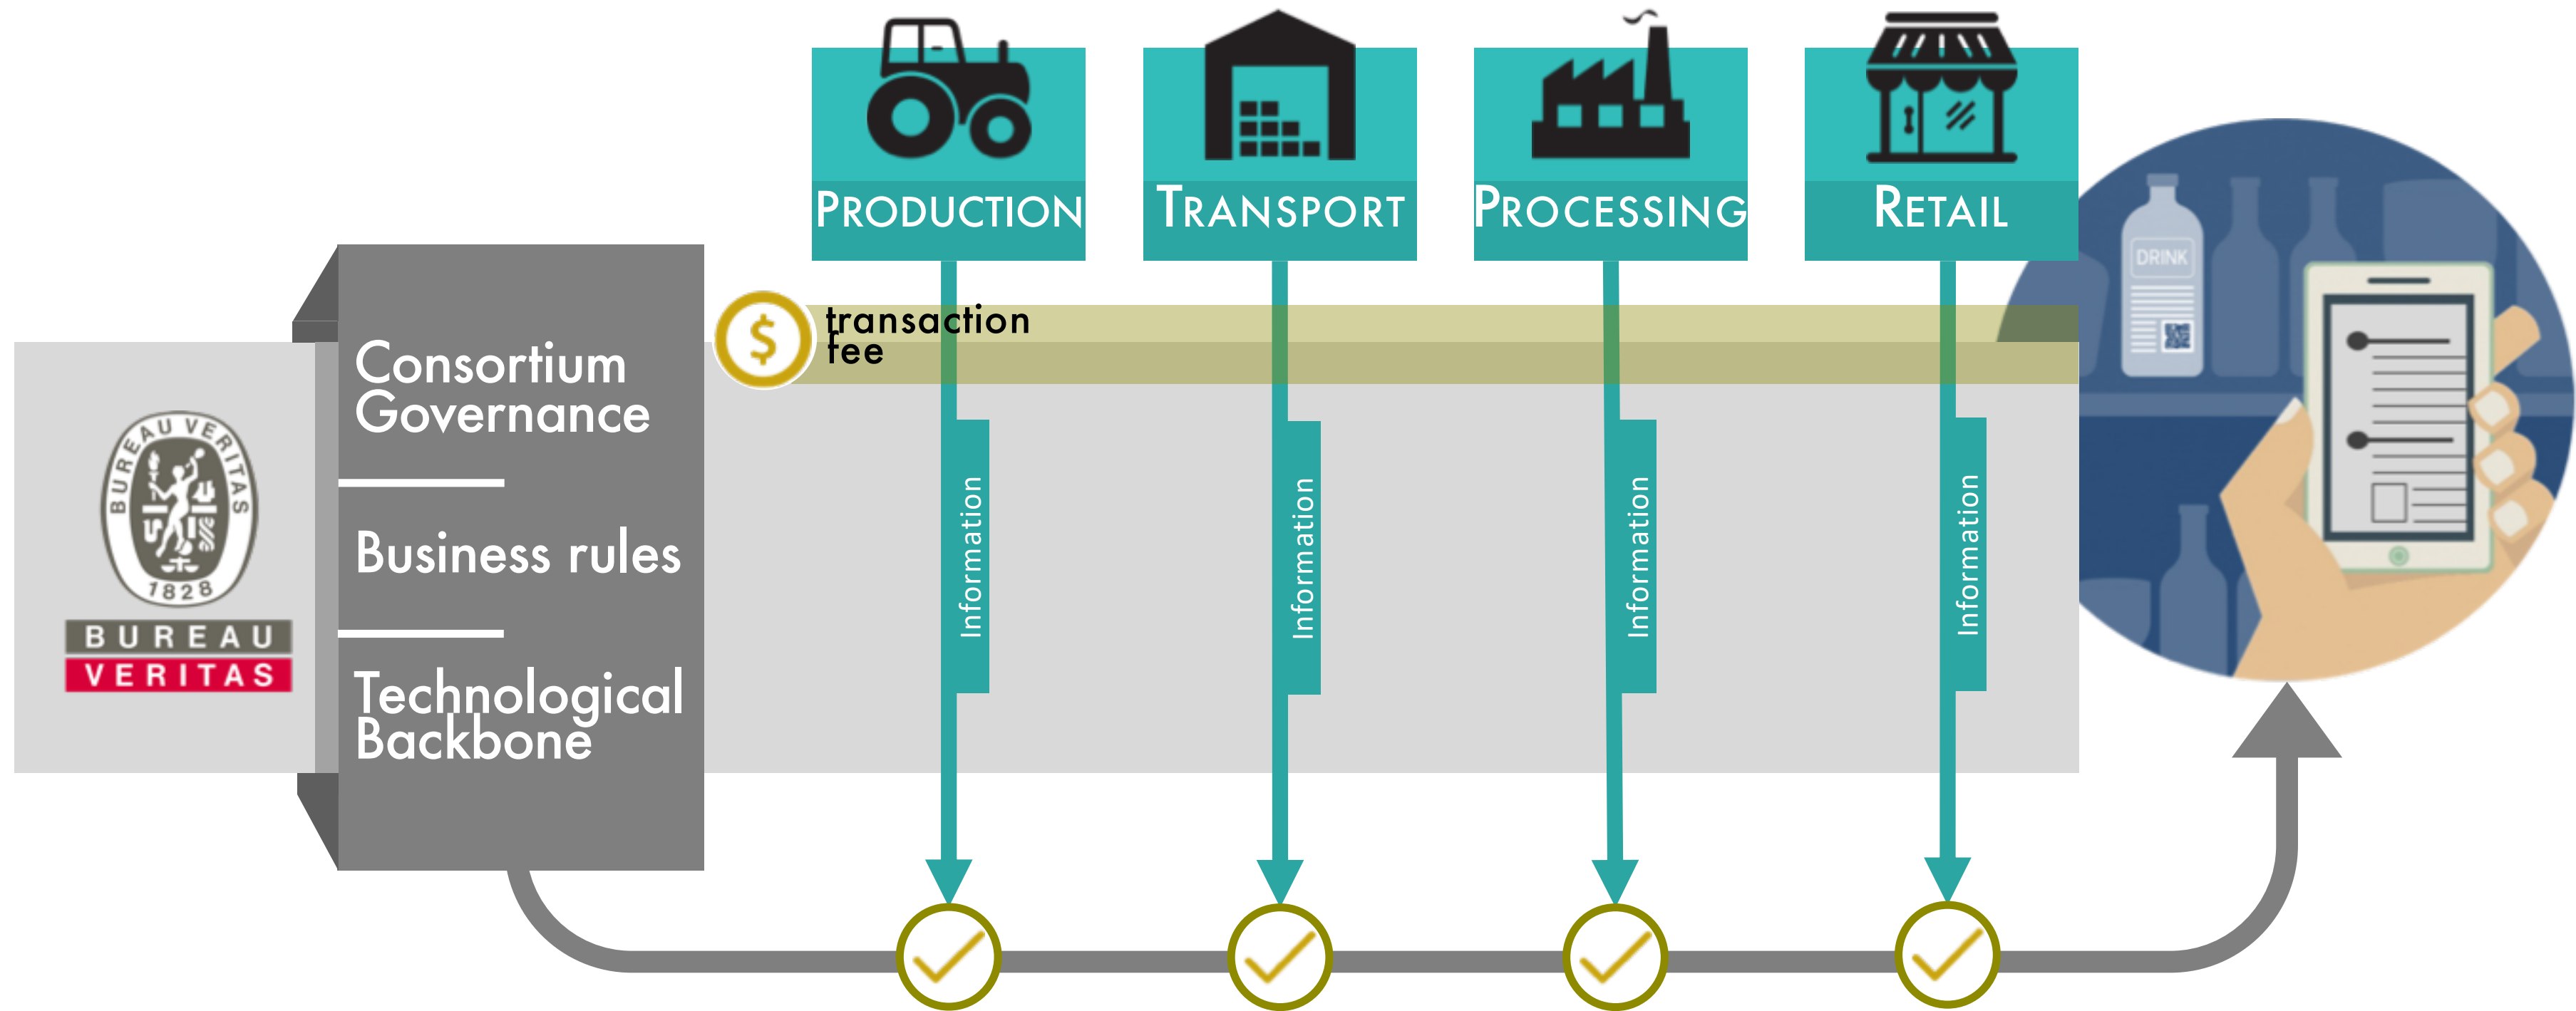 PRODUCTION
TRANSPORT
PROCESSING
RETAIL
DRINK
$
transaction
fee
Consortium
Governance
Business rules
Technological
Backbone
BUREAU VERITAS
1828
BUREAU
VERITAS
Information
Information
Information
Information